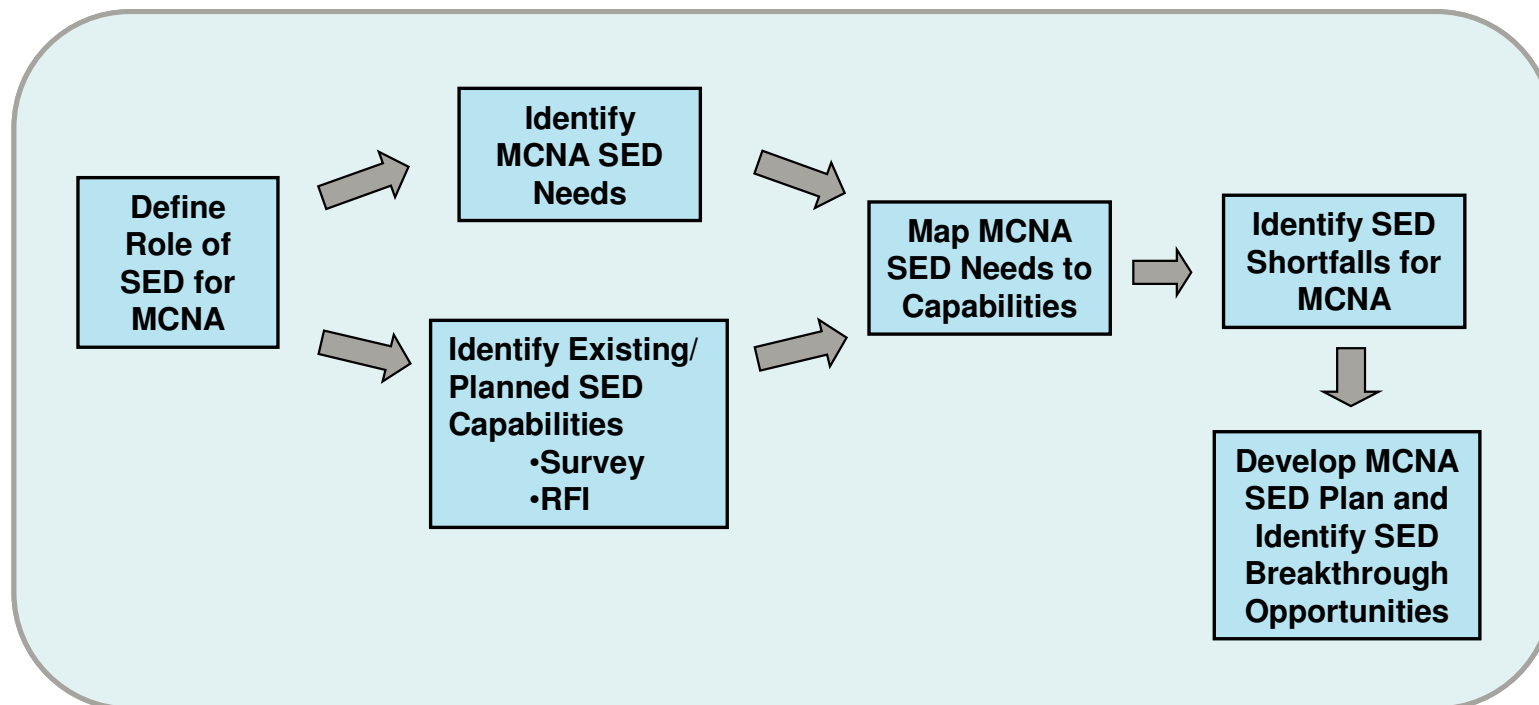 Define
Role of
SED for
MCNA
Identify
MCNA SED
Needs
Identify Existing/
Planned SED
Capabilities
•Survey
•RFI
Map MCNA
SED Needs to
Capabilities
Identify SED
Shortfalls for
MCNA
Develop MCNA
SED Plan and
Identify SED
Breakthrough
Opportunities